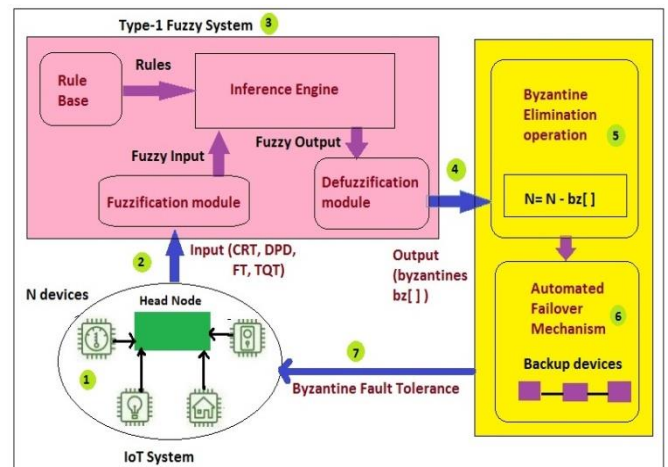 Type-1 Fuzzy System 3
Rule
Base
Rules
Inference Engine
Fuzzy Input
Fuzzy Output
Fuzzification module
Defuzzification
module
4
Byzantine
Elimination
operation
5
N= N - bz[ ]
2
Input (CRT, DPD,
FT, TQT)
Output
(byzantines
bz[ ] )
Automated
Failover
Mechanism
6
Backup devices
N devices
Head Node
1
7
Byzantine Fault Tolerance
IoT System